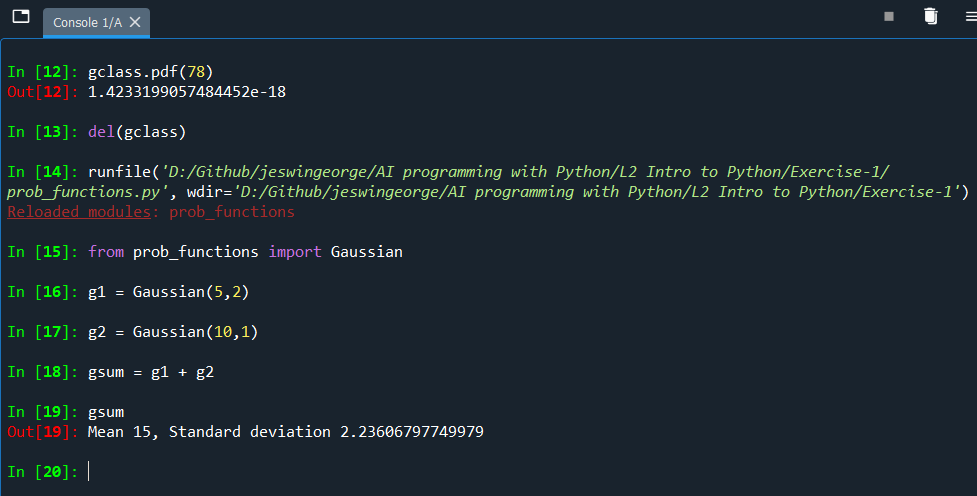 Console 1/A
In [12]: gclass.pdf(78)
Out[12]: 1.4233199057484452e-18
In [13]: del(gclass)
In [14]: runfile('D:/Github/jeswingeorge/AI programming with Python/L2 Intro to Python/Exercise-1/
prob_functions.py', wdir='D:/Github/jeswingeorge/AI programming with Python/L2 Intro to Python/Exercise-1')
Reloaded modules: prob_functions
In [15]: from prob_functions import Gaussian
In [16]: g1 = Gaussian(5,2)
In [17]: g2 = Gaussian(10,1)
In [18]: gsum = g1 + g2
In [19]: gsum
Out[19]: Mean 15, Standard deviation 2.23606797749979
In [20]: